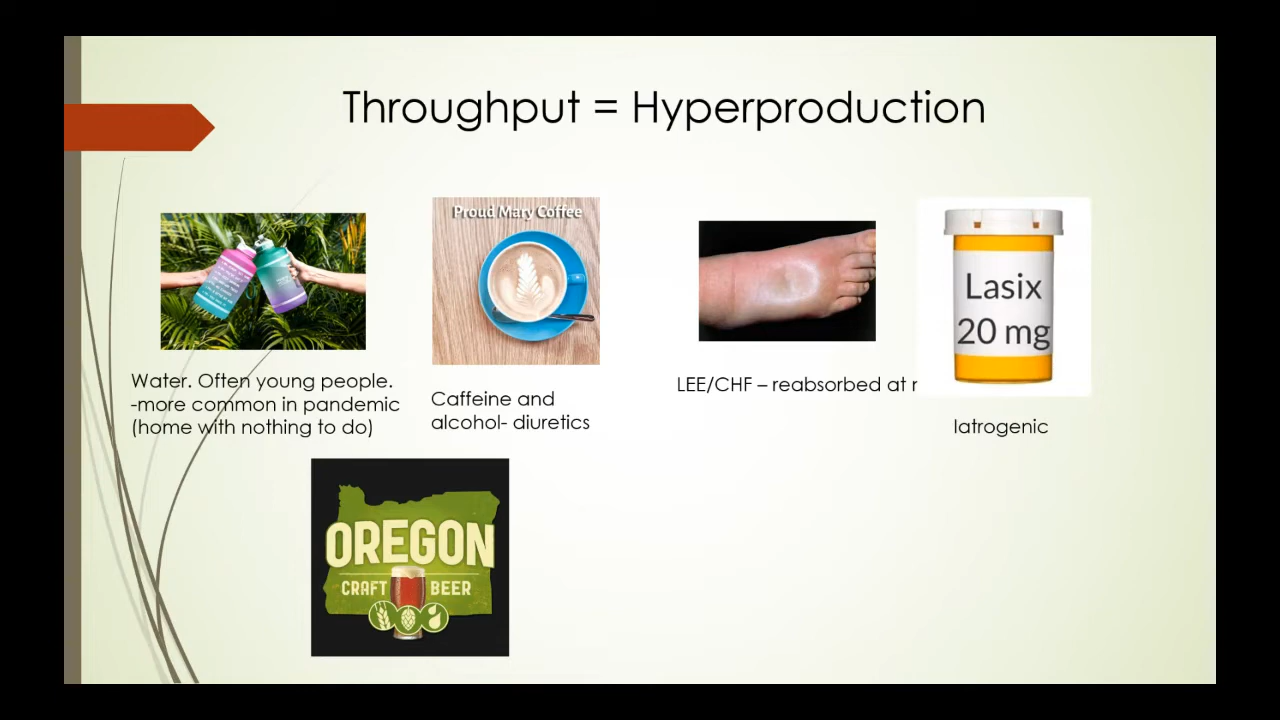 Throughput = Hyperproduction
Proud Mary Coffee
Lasix
20 mg
Water. Often young people.
-more common in pandemic
(home with nothing to do)
Caffeine and
alcohol- diuretics
LEE/CHF – reabsorbed at
Iatrogenic
OREGON
CRAFT BEER